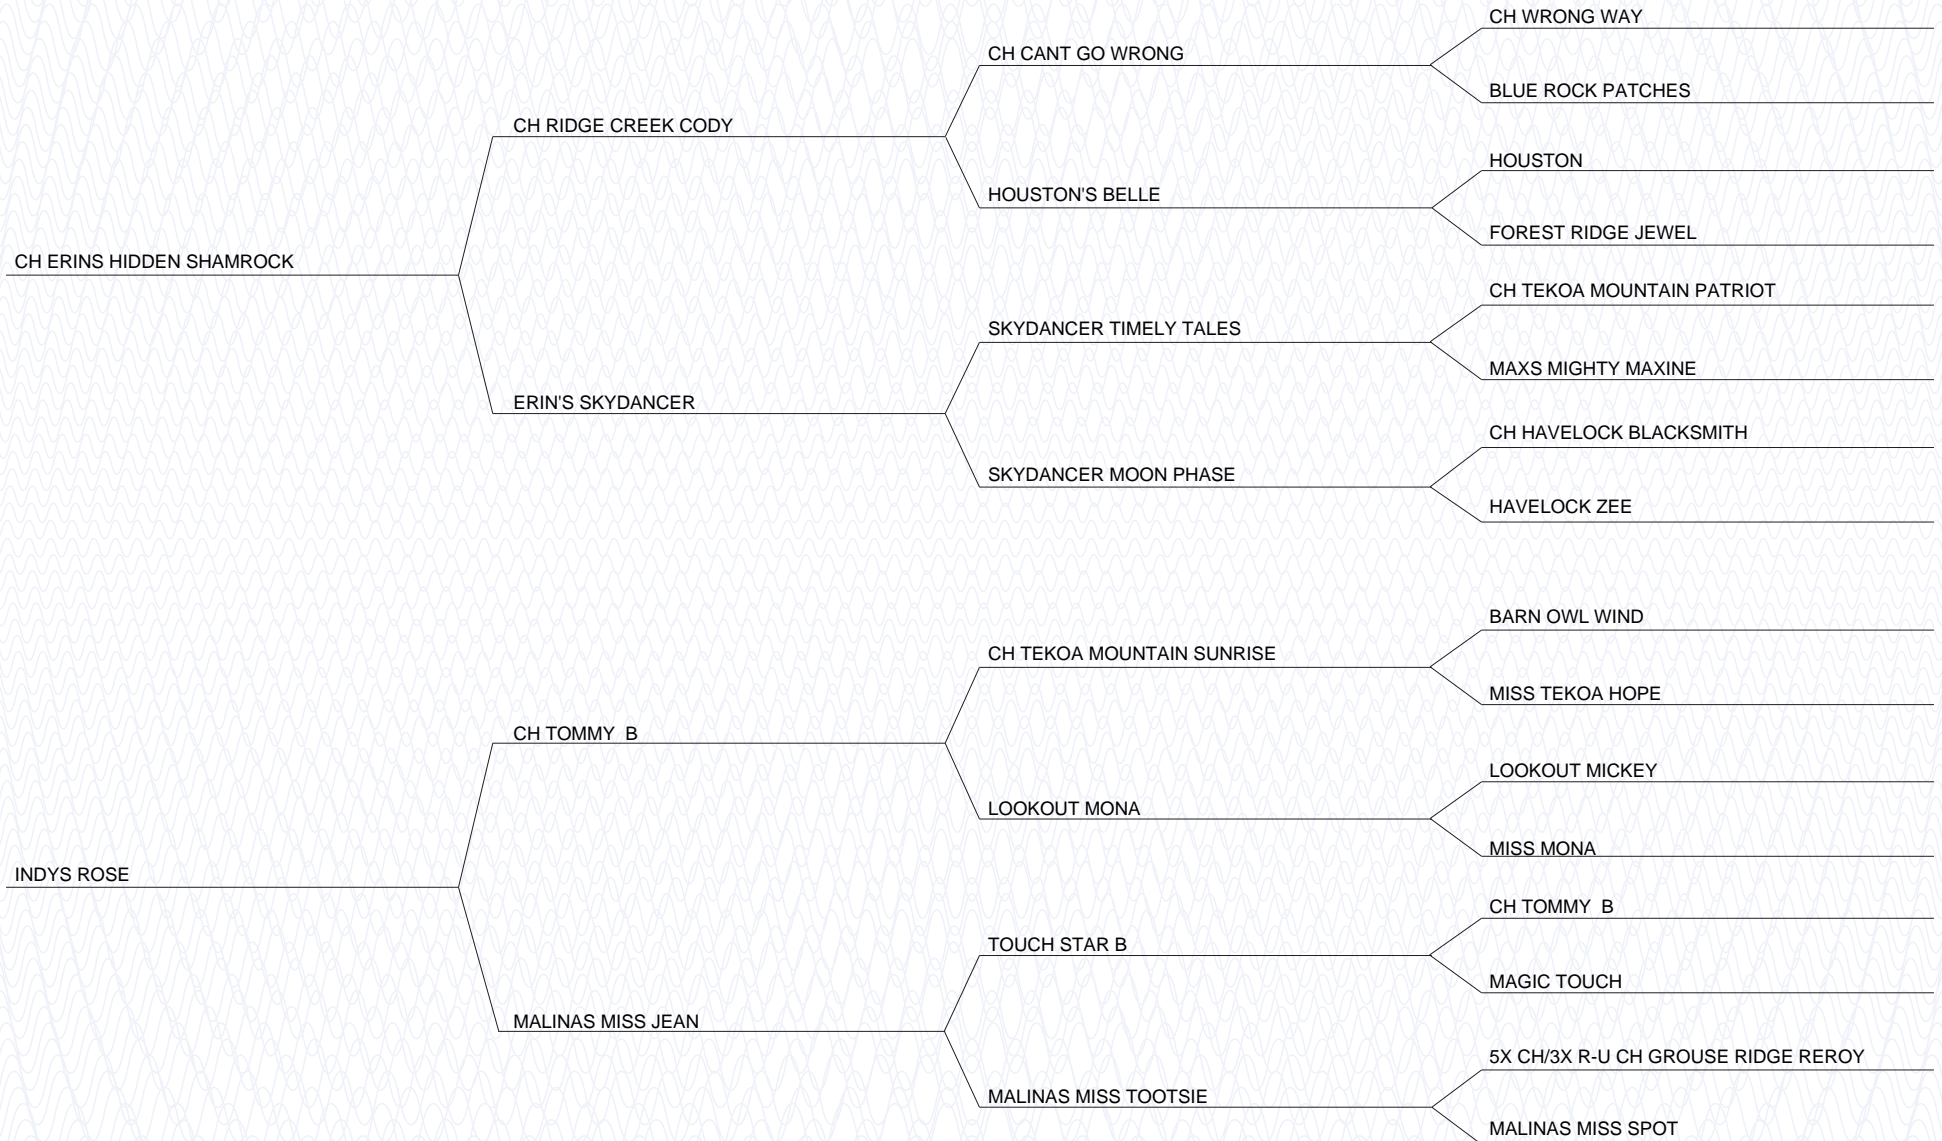 CH WRONG WAY
CH CANT GO WRONG
BLUE ROCK PATCHES
CH RIDGE CREEK CODY
HOUSTON
HOUSTON'S BELLE
FOREST RIDGE JEWEL
CH ERINS HIDDEN SHAMROCK
CH TEKOA MOUNTAIN PATRIOT
SKYDANCER TIMELY TALES
MAXS MIGHTY MAXINE
ERIN'S SKYDANCER
CH HAVELOCK BLACKSMITH
SKYDANCER MOON PHASE
HAVELOCK ZEE
BARN OWL WIND
CH TEKOA MOUNTAIN SUNRISE
MISS TEKOA HOPE
CH TOMMY  B
LOOKOUT MICKEY
LOOKOUT MONA
MISS MONA
INDYS ROSE
CH TOMMY  B
TOUCH STAR B
MAGIC TOUCH
MALINAS MISS JEAN
5X CH/3X R-U CH GROUSE RIDGE REROY
MALINAS MISS TOOTSIE
MALINAS MISS SPOT